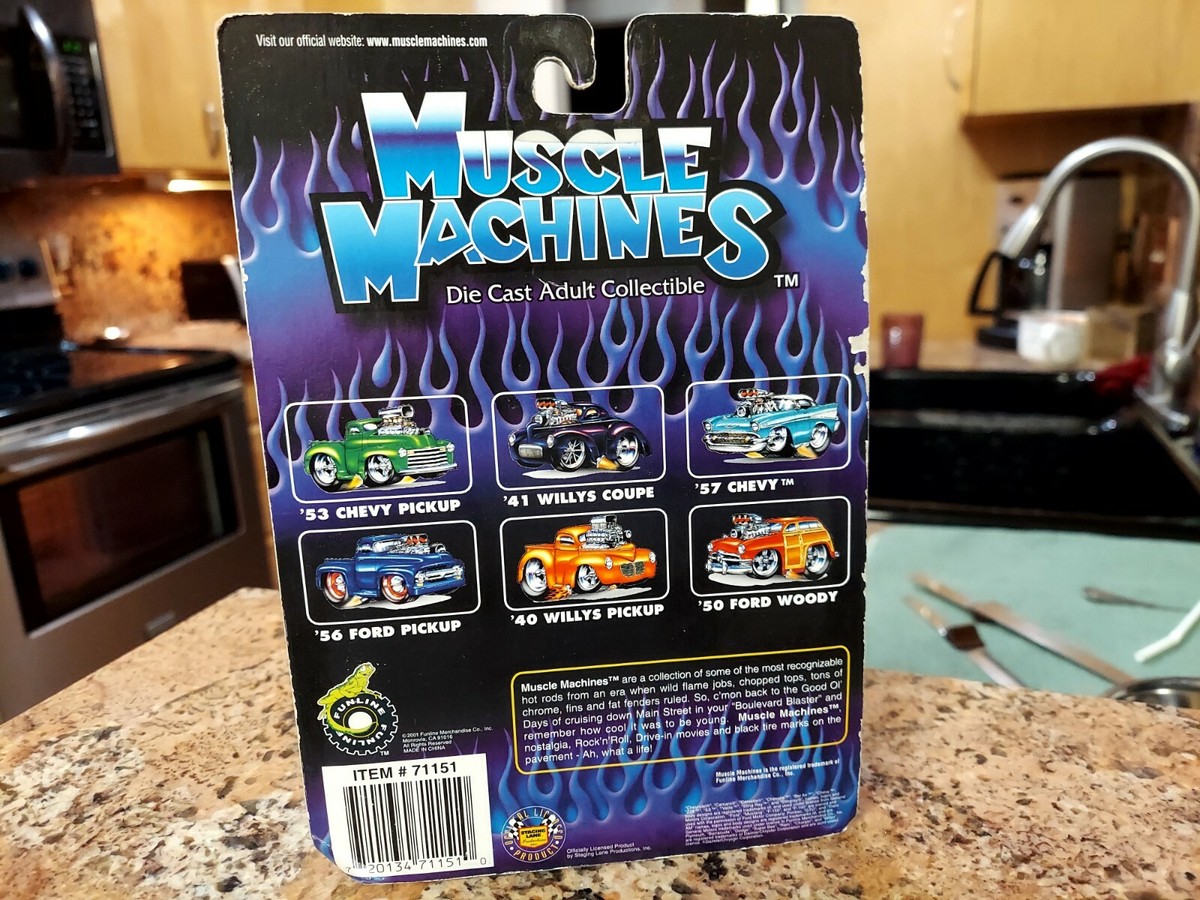 Visit our official website: www.musclemachines.com
MUSCLE
MACHINES
TM
Die Cast Adult Collectible
'53 CHEVY PICKUP
'41 WILLYS COUPE
'57 CHEVY™
'56 FORD PICKUP
'40 WILLYS PICKUP
'50 FORD WOODY
FUNLINE
FUNLINE
TM
©2001 Funline Merchandise Co., Inc.
Monrovia, CA 91016
All Rights Reserved
MADE IN CHINA
Muscle Machines™ are a collection of some of the most recognizable
hot rods from an era when wild flame jobs, chopped tops, tons of
chrome, fins and fat fenders ruled. So, c'mon back to the Good Ol'
Days of cruising down Main Street in your "Boulevard Blaster" and
remember how cool it was to be young. Muscle Machines™,
nostalgia, Rock'n'Roll, Drive-in movies and black tire marks on the
pavement - Ah, what a life!
Muscle Machines is the registered trademark of
Funline Merchandise Co., Inc.
ITEM # 71151
7 20134 71151 0
STAGING
LANE
PRODUCT
Officially Licensed Product
by Staging Lane Productions, Inc.